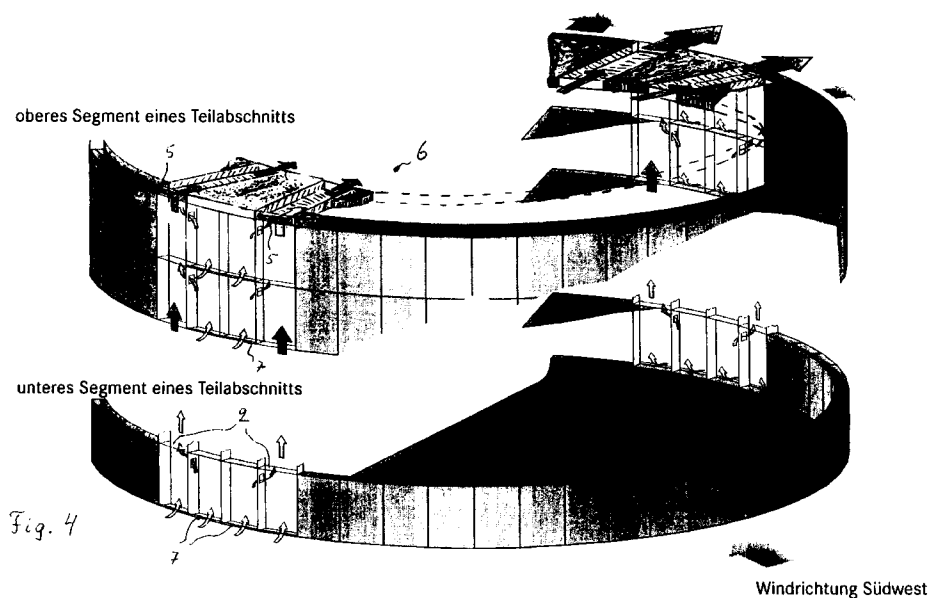 oberes Segment eines Teilabschnitts
5
6
5
7
unteres Segment eines Teilabschnitts
2
Fig. 4
7
Windrichtung Südwest